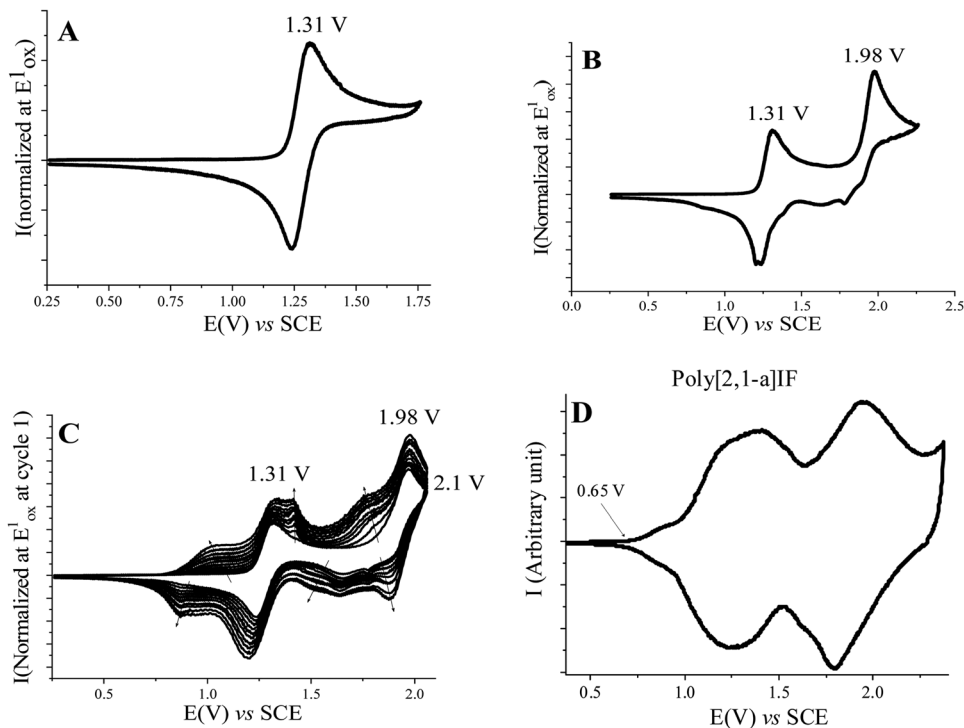 A
1.31 V
I(normalized at E¹ox)
0.25 0.50 0.75 1.00 1.25 1.50 1.75
E(V) vs SCE
B
1.98 V
1.31 V
I(Normalized at E¹ox)
0.0 0.5 1.0 1.5 2.0 2.5
E(V) vs SCE
C
1.98 V
1.31 V
2.1 V
I(Normalized at E¹ox at cycle 1)
0.5 1.0 1.5 2.0
E(V) vs SCE
Poly[2,1-a]IF
D
0.65 V
I (Arbitrary unit)
0.5 1.0 1.5 2.0
E(V) vs SCE